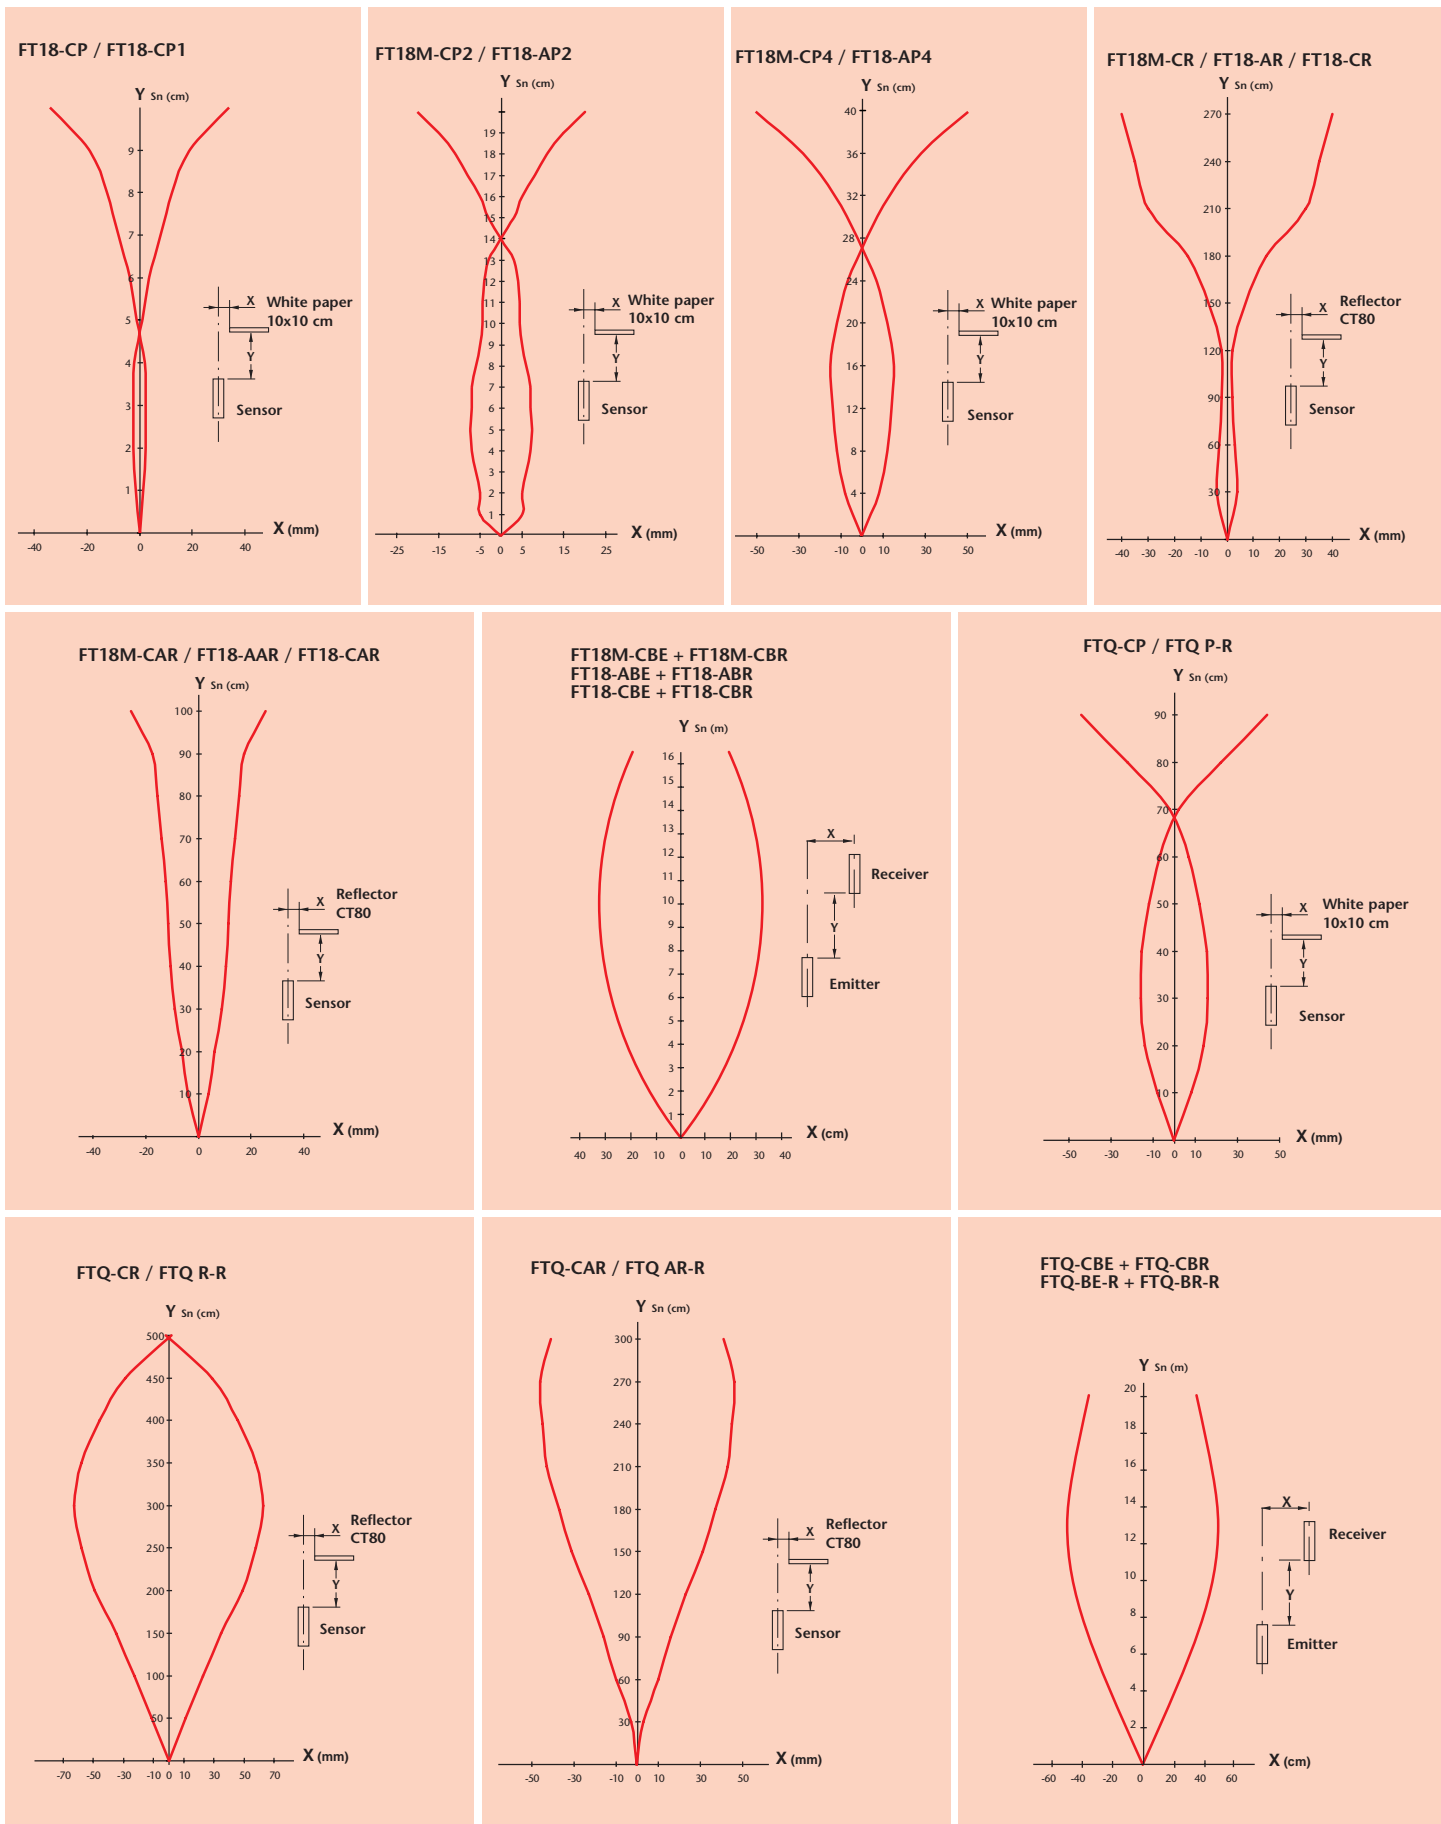 FT18-CP / FT18-CP1
Y Sn (cm)
9
8
7
6
5
4
3
2
1
-40 -20 0 20 40
X (mm)
X White paper
10x10 cm
Y
Sensor
FT18M-CP2 / FT18-AP2
Y Sn (cm)
19
18
17
16
15
14
13
11
10
9
8
7
6
5
4
3
2
1
-25 -15 -5 5 15 25
X (mm)
X White paper
10x10 cm
Y
Sensor
FT18M-CP4 / FT18-AP4
Y Sn (cm)
40
36
32
28
24
20
16
12
8
4
-50 -30 -10 0 10 30 50
X (mm)
X White paper
10x10 cm
Y
Sensor
FT18M-CR / FT18-AR / FT18-CR
Y Sn (cm)
270
240
210
180
150
120
90
60
30
-40 -30 -20 -10 0 10 20 30 40
X (mm)
X Reflector
CT80
Y
Sensor
FT18M-CAR / FT18-AAR / FT18-CAR
Y Sn (cm)
100
90
80
70
60
50
40
30
20
10
-40 -20 0 20 40
X (mm)
Reflector
X CT80
Y
Sensor
FT18M-CBE + FT18M-CBR
FT18-ABE + FT18-ABR
FT18-CBE + FT18-CBR
Y Sn (m)
16
15
14
13
12
11
10
9
8
7
6
5
4
3
2
1
40 30 20 10 0 10 20 30 40
X (cm)
X
Receiver
Y
Emitter
FTQ-CP / FTQ P-R
Y Sn (cm)
90
80
70
60
50
40
30
20
10
-50 -30 -10 0 10 30 50
X (mm)
X White paper
10x10 cm
Y
Sensor
FTQ-CR / FTQ R-R
Y Sn (cm)
500
450
400
350
300
250
200
150
100
50
-70 -50 -30 -10 0 10 30 50 70
X (mm)
Reflector
X CT80
Y
Sensor
FTQ-CAR / FTQ AR-R
Y Sn (cm)
300
270
240
210
180
150
120
90
60
30
-50 -30 -10 0 10 30 50
X (mm)
Reflector
X CT80
Y
Sensor
FTQ-CBE + FTQ-CBR
FTQ-BE-R + FTQ-BR-R
Y Sn (m)
20
18
16
14
12
10
8
6
4
2
-60 -40 -20 0 20 40 60
X (cm)
X
Receiver
Y
Emitter